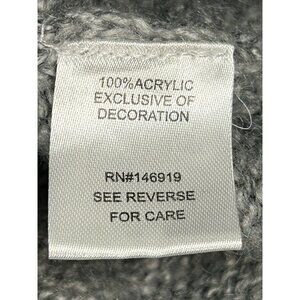 100%ACRYLIC
EXCLUSIVE OF
DECORATION
RN#146919
SEE REVERSE
FOR CARE